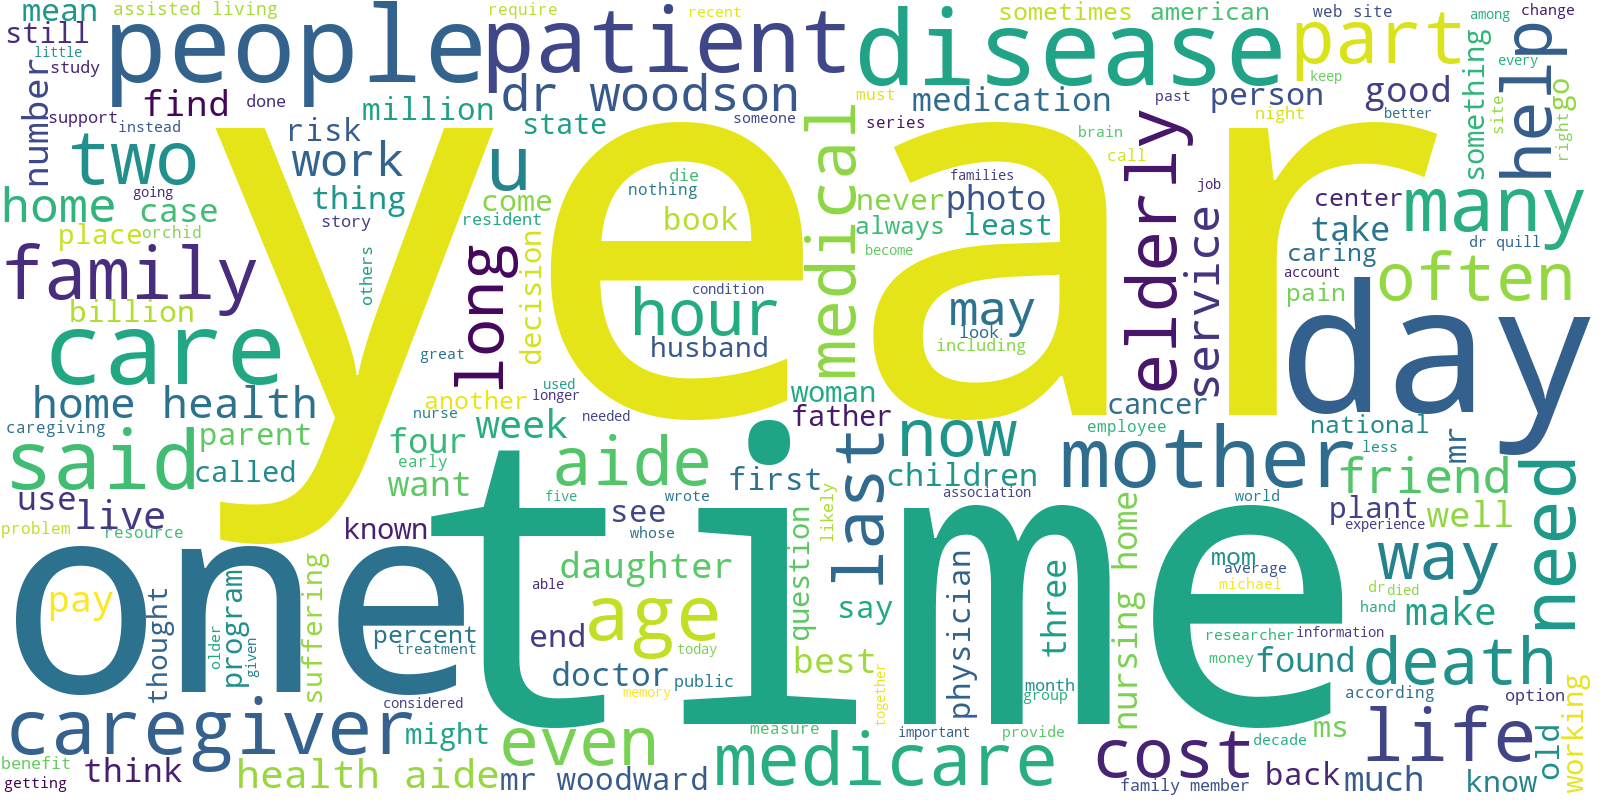 mean
assisted living
require
recent
sometimes
american
web site
among
change
still
people
patient
disease
part
help
little
study
number
find
done
million
dr woodson
someone
must
medication
past
person
good
keep
something
every
support
instead
risk
state
series
night
better
site
right
go
two
work
u
medical
brain
call
elderly
year
going
home
case
thing
story
come
die
nothing
families
never
photo
job
center
many
place
orchid
resident
book
always
least
service
take
dr quill
family
others
long
decision
become
caring
account
often
billion
condition
hour
may
look
pain
day
care
great
husband
including
home health
another
used
longer
needed
woman
father
cancer
caregiving
nurse
week
now
employee
national
said
parent
four
aide
first
last
mother
less
mr
called
early
want
children
friend
need
use
live
five
wrote
likely
association
world
plant
well
problem
resource
known
see
whose
question
experience
one
time
suffering
daughter
physician
mom
average
way
pay
thought
older
program
given
percent
treatment
able
age
say
three
nursing home
michael
dr
died
hand
make
end
today
researcher
information
doctor
public
best
month
money
found
death
memory
together
group
according
option
working
caregiver
considered
might
even
measure
important
provide
ms
decade
life
old
benefit
getting
think
health aide
mr woodward
medicare
cost
family member
back
much
know